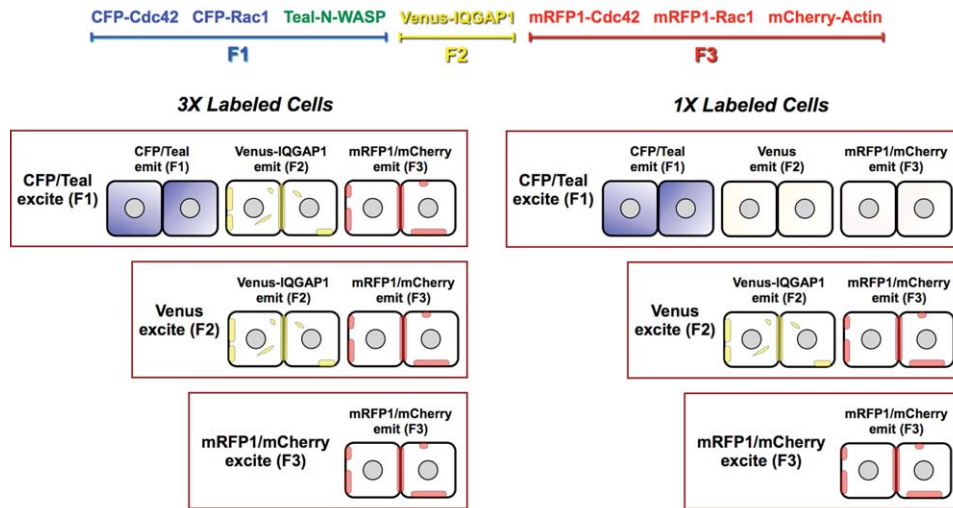 CFP-Cdc42 CFP-Rac1 Teal-N-WASP Venus-IQGAP1 mRFP1-Cdc42 mRFP1-Rac1 mCherry-Actin
F1 F2 F3
3X Labeled Cells
CFP/Teal
excite (F1)
CFP/Teal
emit (F1)
Venus-IQGAP1
emit (F2)
mRFP1/mCherry
emit (F3)
Venus
excite (F2)
Venus-IQGAP1
emit (F2)
mRFP1/mCherry
emit (F3)
mRFP1/mCherry
excite (F3)
mRFP1/mCherry
emit (F3)
1X Labeled Cells
CFP/Teal
excite (F1)
CFP/Teal
emit (F1)
Venus
emit (F2)
mRFP1/mCherry
emit (F3)
Venus
excite (F2)
Venus-IQGAP1
emit (F2)
mRFP1/mCherry
emit (F3)
mRFP1/mCherry
excite (F3)
mRFP1/mCherry
emit (F3)